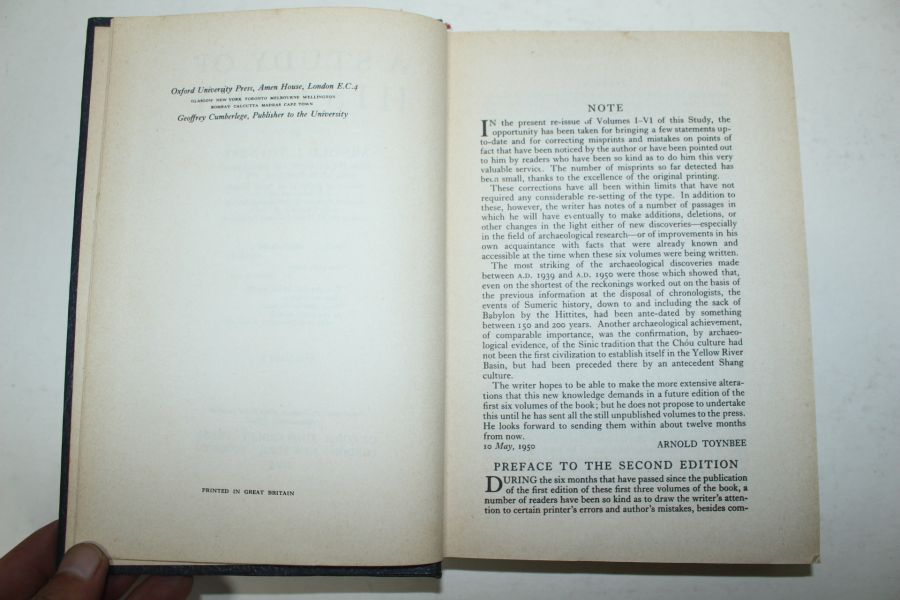 Oxford University Press, Amen House, London E.C.4
GLASGOW NEW YORK TORONTO MELBOURNE WELLINGTON
BOMBAY CALCUTTA MADRAS CAPE TOWN
Geoffrey Cumberlege, Publisher to the University
PRINTED IN GREAT BRITAIN
NOTE
IN the present re-issue of Volumes I–VI of this Study, the
opportunity has been taken for bringing a few statements up-
to-date and for correcting misprints and mistakes on points of
fact that have been noticed by the author or have been pointed out
to him by readers who have been so kind as to do him this very
valuable service. The number of misprints so far detected has
been small, thanks to the excellence of the original printing.
These corrections have all been within limits that have not
required any considerable re-setting of the type. In addition to
these, however, the writer has notes of a number of passages in
which he will have eventually to make additions, deletions, or
other changes in the light either of new discoveries—especially
in the field of archaeological research—or of improvements in his
own acquaintance with facts that were already known and
accessible at the time when these six volumes were being written.
The most striking of the archaeological discoveries made
between A.D. 1939 and A.D. 1950 were those which showed that,
even on the shortest of the reckonings worked out on the basis of
the previous information at the disposal of chronologists, the
events of Sumeric history, down to and including the sack of
Babylon by the Hittites, had been ante-dated by something
between 150 and 200 years. Another archaeological achievement,
of comparable importance, was the confirmation, by archaeo-
logical evidence, of the Sinic tradition that the Chóu culture had
not been the first civilization to establish itself in the Yellow River
Basin, but had been preceded there by an antecedent Shang
culture.
The writer hopes to be able to make the more extensive altera-
tions that this new knowledge demands in a future edition of the
first six volumes of the book; but he does not propose to undertake
this until he has sent all the still unpublished volumes to the press.
He looks forward to sending them within about twelve months
from now.
10 May, 1950 ARNOLD TOYNBEE
PREFACE TO THE SECOND EDITION
DURING the six months that have passed since the publication
of the first edition of these first three volumes of the book, a
number of readers have been so kind as to draw the writer's atten-
tion to certain printer's errors and author's mistakes, besides com-